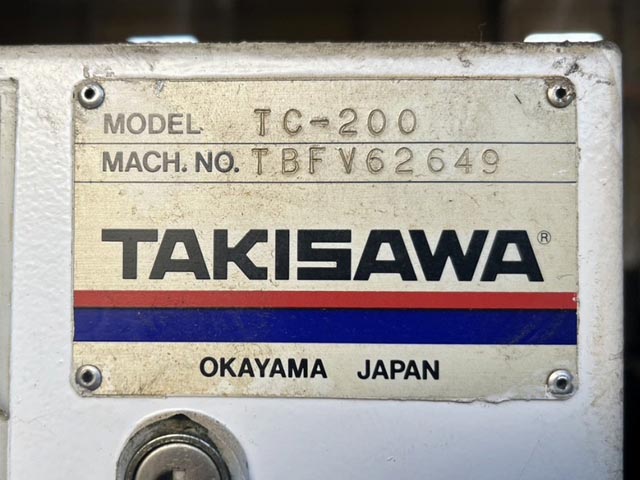 MODEL TC-200
MACH. NO. TBFV62649
TAKISAWA®
OKAYAMA JAPAN